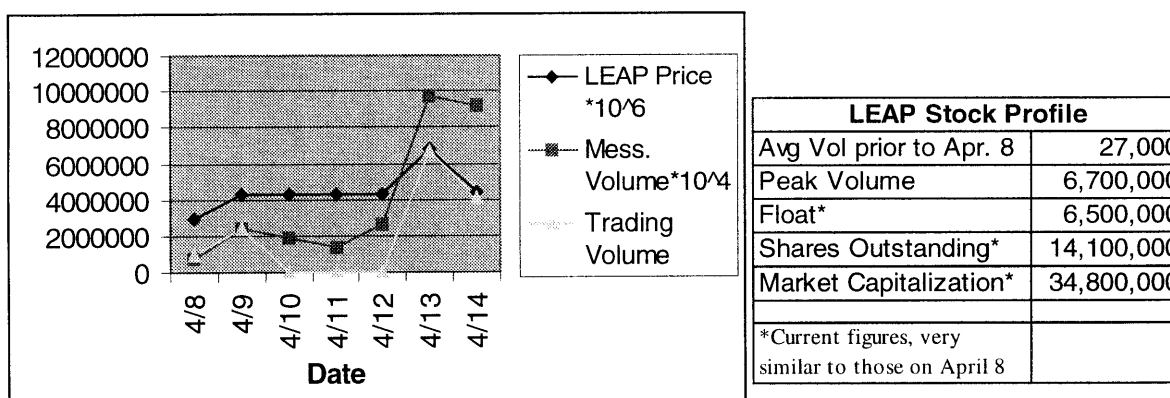 12000000
10000000
8000000
6000000
4000000
2000000
0
4/8
4/9
4/10
4/11
4/12
4/13
4/14
Date
LEAP Price
*10^6
Mess.
Volume*10^4
Trading
Volume
LEAP Stock Profile
Avg Vol prior to Apr. 8 27,000
Peak Volume 6,700,000
Float* 6,500,000
Shares Outstanding* 14,100,000
Market Capitalization* 34,800,000
*Current figures, very
similar to those on April 8